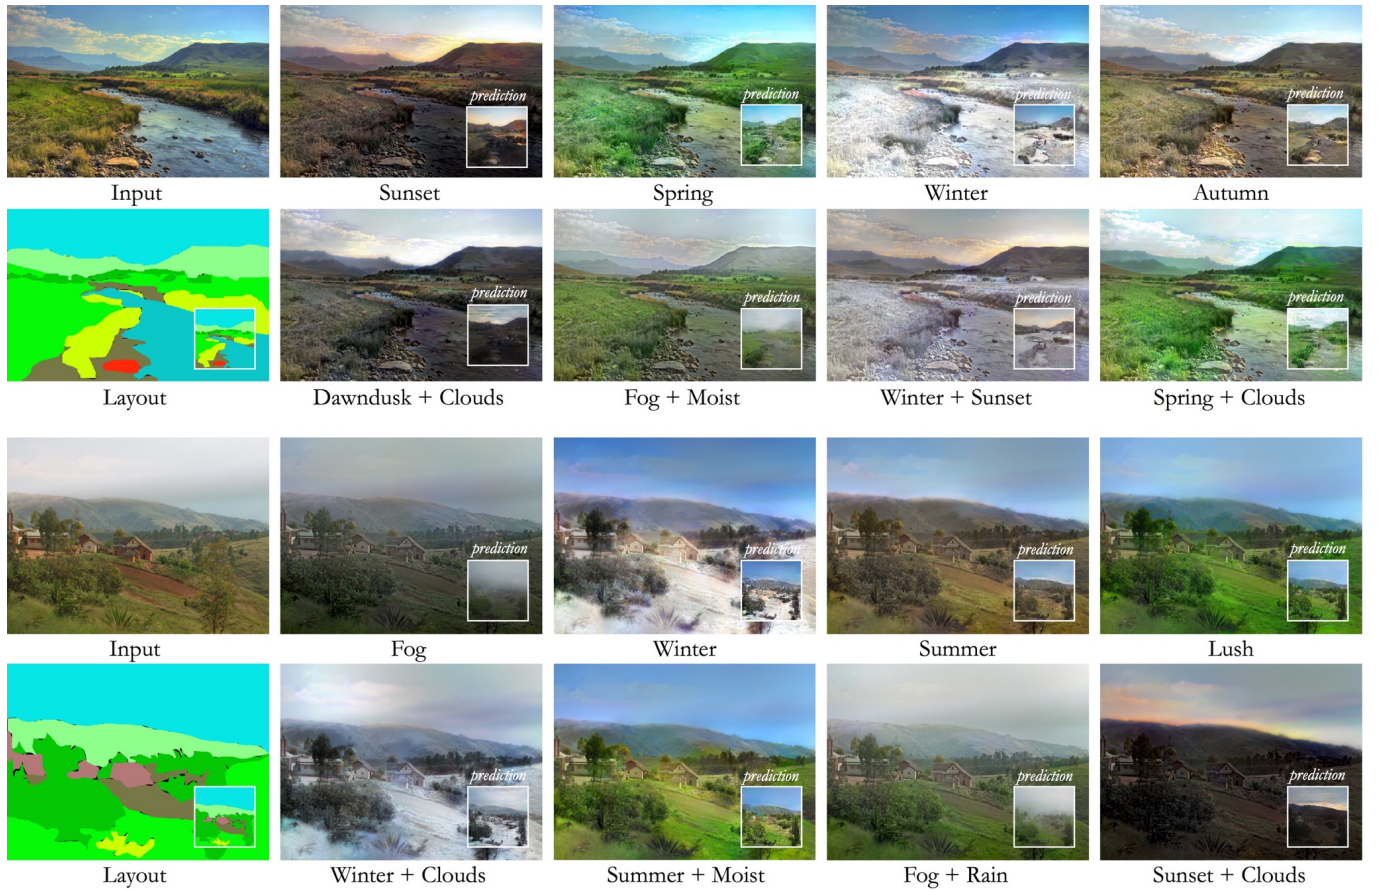 prediction prediction prediction prediction
Input Sunset Spring Winter Autumn
prediction prediction prediction prediction
Layout Dawndusk + Clouds Fog + Moist Winter + Sunset Spring + Clouds
prediction prediction prediction prediction
Input Fog Winter Summer Lush
prediction prediction prediction prediction
Layout Winter + Clouds Summer + Moist Fog + Rain Sunset + Clouds